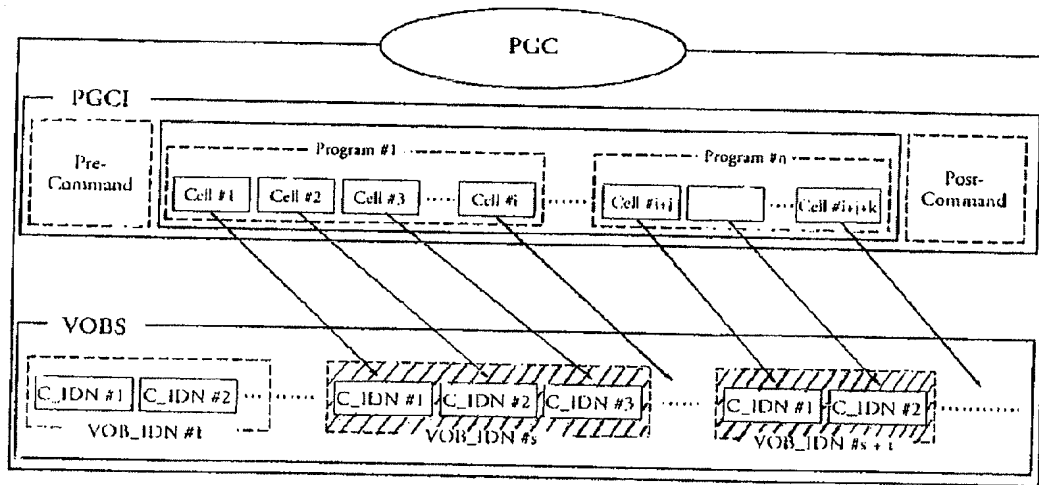 PGC
PGCI
Pre-
Command
Program #1
Cell #1 Cell #2 Cell #3 ..... Cell #i
........
Program #n
Cell #i+j ..... Cell #i+j+k
Post-
Command
VOBS
C_IDN #1 C_IDN #2 .........
VOB_IDN #1
C_IDN #1 C_IDN #2 C_IDN #3 ......
VOB_IDN #s
C_IDN #1 C_IDN #2 ............
VOB_IDN #s + t